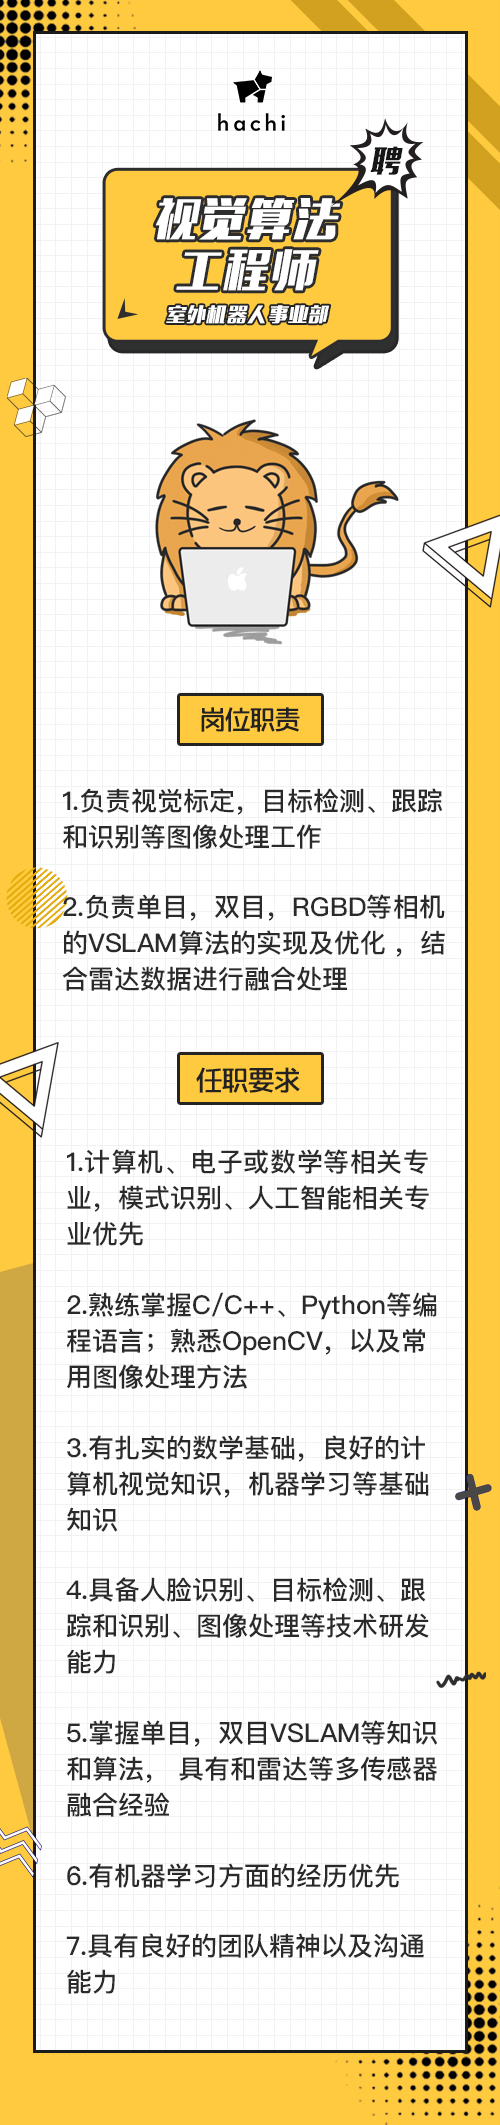 hachi
聘
视觉算法
工程师
室外机器人事业部
岗位职责
1.负责视觉标定，目标检测、跟踪
和识别等图像处理工作
2.负责单目，双目，RGBD等相机
的VSLAM算法的实现及优化 ，结
合雷达数据进行融合处理
任职要求
1.计算机、电子或数学等相关专
业，模式识别、人工智能相关专
业优先
2.熟练掌握C/C++、Python等编
程语言；熟悉OpenCV，以及常
用图像处理方法
3.有扎实的数学基础，良好的计
算机视觉知识，机器学习等基础
知识
4.具备人脸识别、目标检测、跟
踪和识别、图像处理等技术研发
能力
5.掌握单目，双目VSLAM等知识
和算法， 具有和雷达等多传感器
融合经验
6.有机器学习方面的经历优先
7.具有良好的团队精神以及沟通
能力